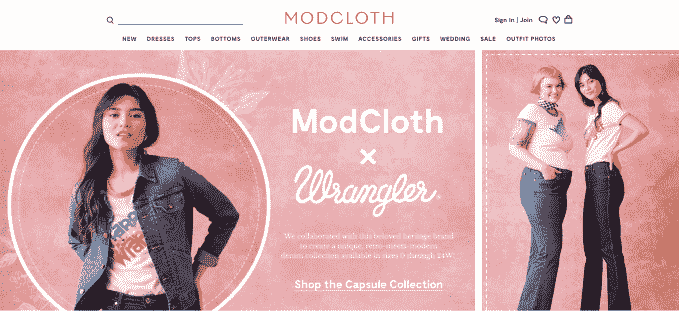 MODCLOTH
Sign In | Join
NEW DRESSES TOPS BOTTOMS OUTERWEAR SHOES SWIM ACCESSORIES GIFTS WEDDING SALE OUTFIT PHOTOS
ModCloth
×
Wrangler
We collaborated with this beloved heritage brand
to create a unique, retro-meets-modern
denim collection available in sizes 0 through 24W.
Shop the Capsule Collection